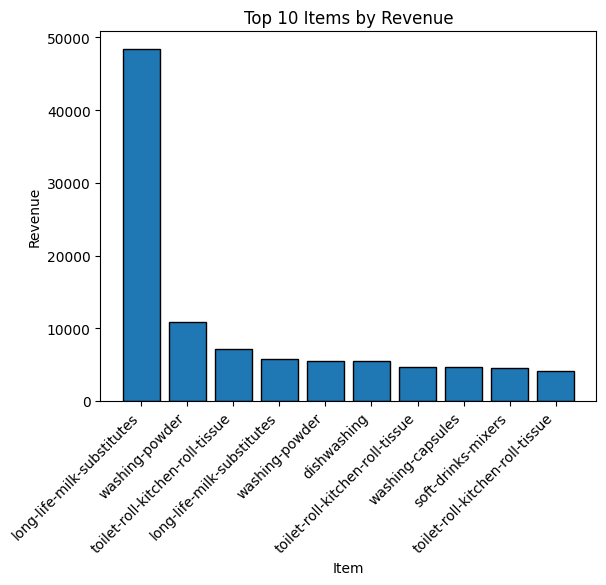 Top 10 Items by Revenue
50000
40000
30000
20000
10000
0
Revenue
long-life-milk-substitutes
washing-powder
toilet-roll-kitchen-roll-tissue
long-life-milk-substitutes
washing-powder
dishwashing
toilet-roll-kitchen-roll-tissue
washing-capsules
soft-drinks-mixers
toilet-roll-kitchen-roll-tissue
Item